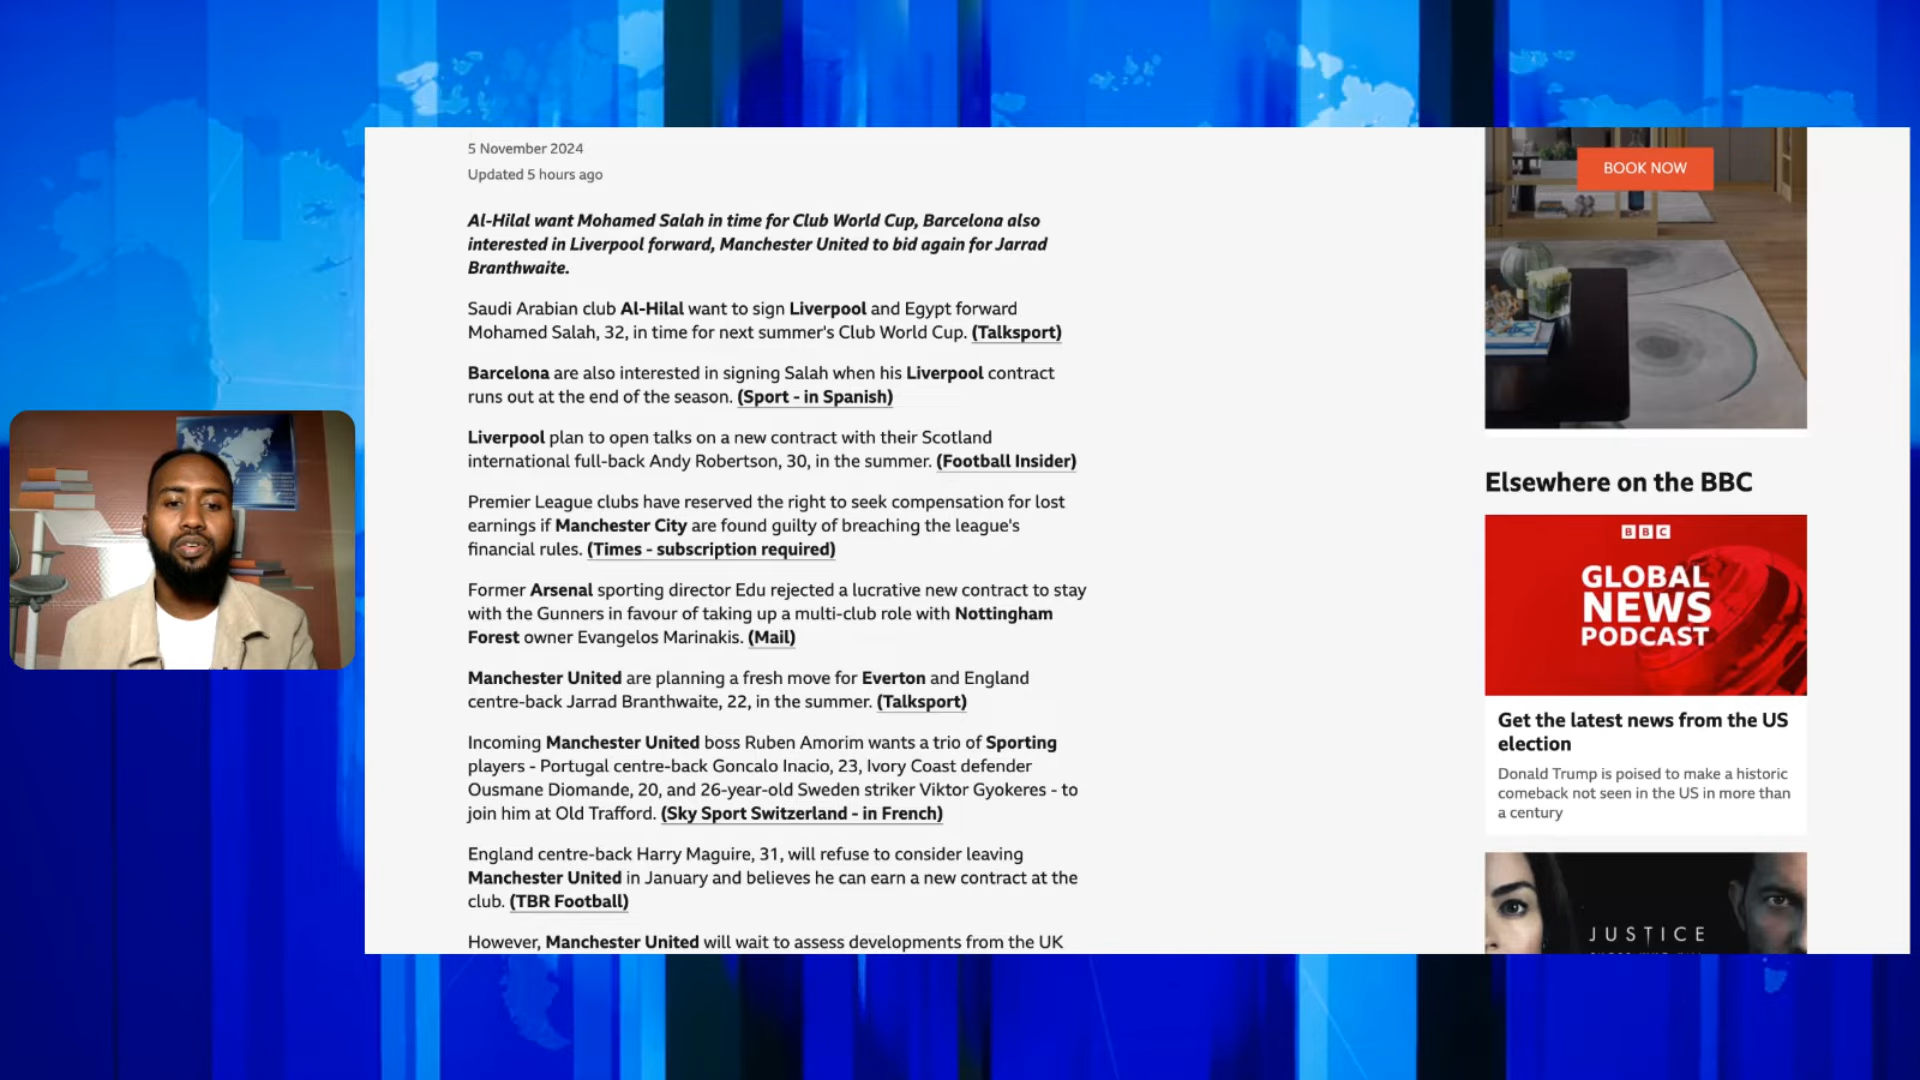 5 November 2024
Updated 5 hours ago
Al-Hilal want Mohamed Salah in time for Club World Cup, Barcelona also
interested in Liverpool forward, Manchester United to bid again for Jarrad
Branthwaite.
Saudi Arabian club Al-Hilal want to sign Liverpool and Egypt forward
Mohamed Salah, 32, in time for next summer's Club World Cup. (Talksport)
Barcelona are also interested in signing Salah when his Liverpool contract
runs out at the end of the season. (Sport - in Spanish)
Liverpool plan to open talks on a new contract with their Scotland
international full-back Andy Robertson, 30, in the summer. (Football Insider)
Premier League clubs have reserved the right to seek compensation for lost
earnings if Manchester City are found guilty of breaching the league's
financial rules. (Times - subscription required)
Former Arsenal sporting director Edu rejected a lucrative new contract to stay
with the Gunners in favour of taking up a multi-club role with Nottingham
Forest owner Evangelos Marinakis. (Mail)
Manchester United are planning a fresh move for Everton and England
centre-back Jarrad Branthwaite, 22, in the summer. (Talksport)
Incoming Manchester United boss Ruben Amorim wants a trio of Sporting
players - Portugal centre-back Goncalo Inacio, 23, Ivory Coast defender
Ousmane Diomande, 20, and 26-year-old Sweden striker Viktor Gyokeres - to
join him at Old Trafford. (Sky Sport Switzerland - in French)
England centre-back Harry Maguire, 31, will refuse to consider leaving
Manchester United in January and believes he can earn a new contract at the
club. (TBR Football)
However, Manchester United will wait to assess developments from the UK
BOOK NOW
Elsewhere on the BBC
BBC
GLOBAL
NEWS
PODCAST
Get the latest news from the US
election
Donald Trump is poised to make a historic
comeback not seen in the US in more than
a century
JUSTICE